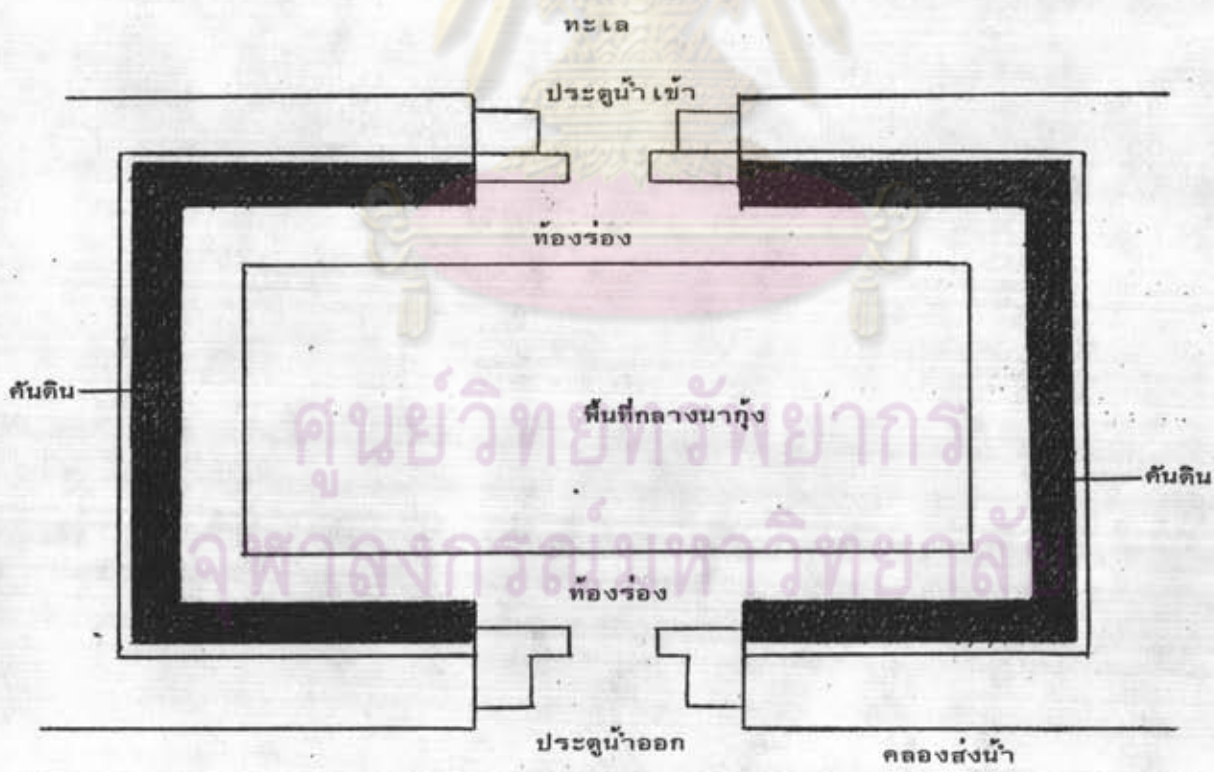 ทะเล
ประตูน้ำเข้า
ท้องร่อง
คันดิน
พื้นที่กลางนากุ้ง
ศูนย์วิทยทรัพยากร
คันดิน
จุฬาลงกรณ์มหาวิทยาลัย
ท้องร่อง
ประตูน้ำออก
คลองส่งน้ำ